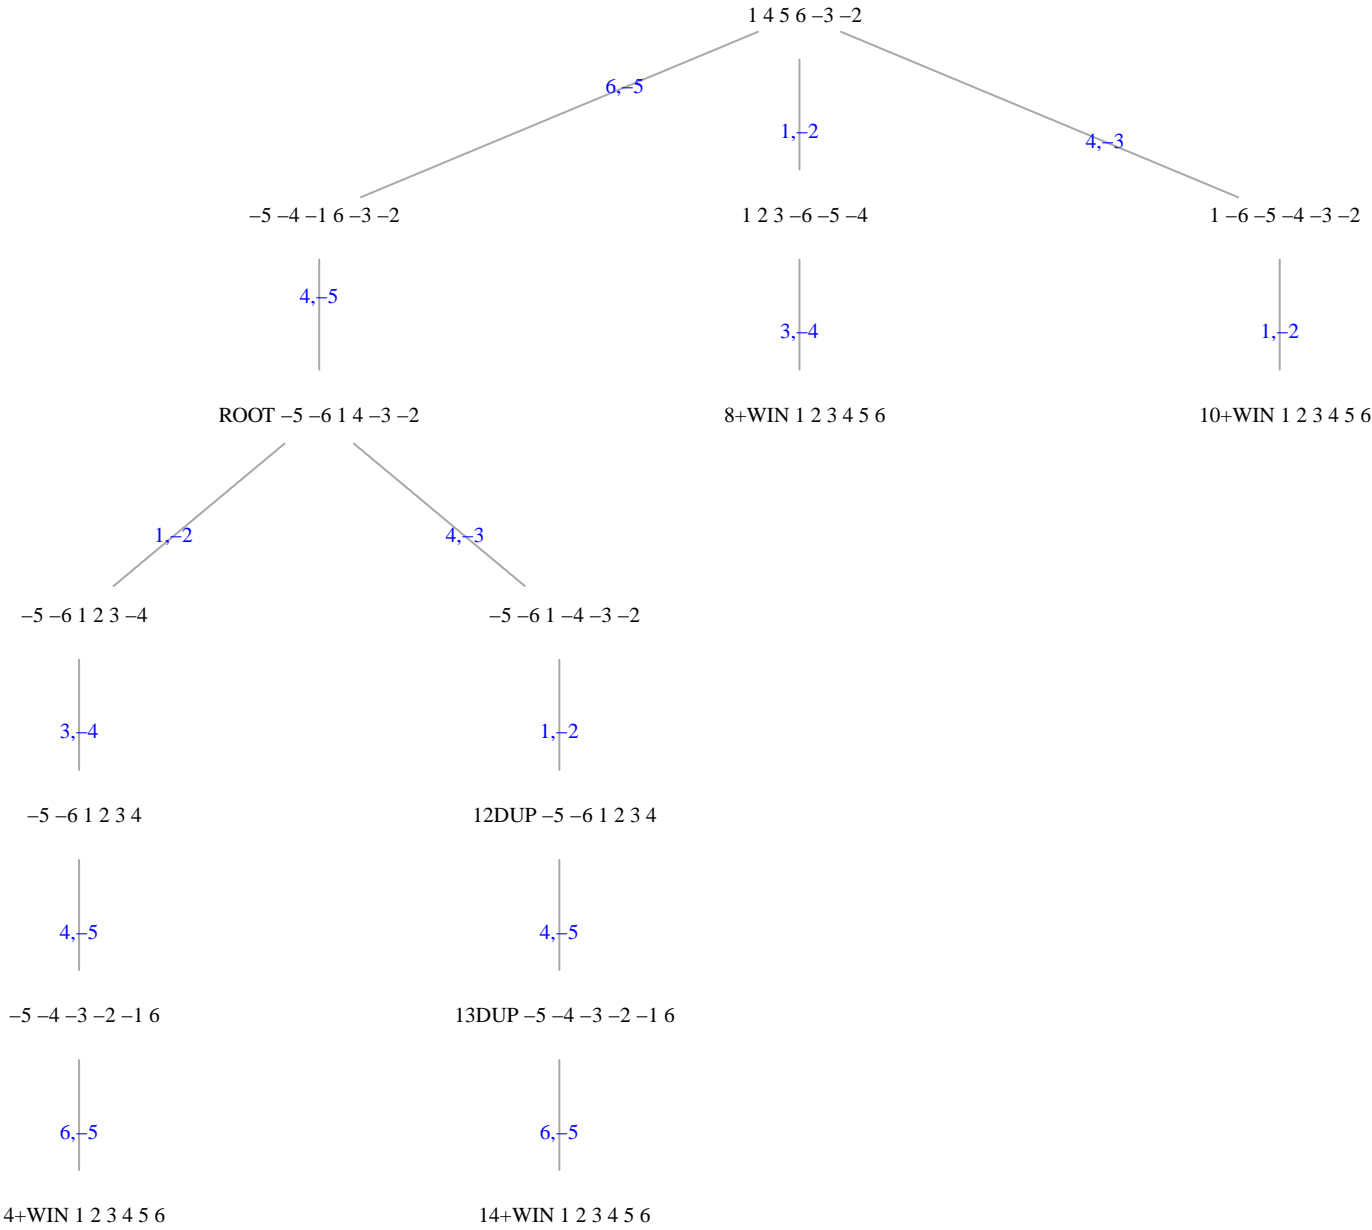 1 4 5 6 −3 −2
6,−5
1,−2
4,−3
−5 −4 −1 6 −3 −2
1 2 3 −6 −5 −4
1 −6 −5 −4 −3 −2
4,−5
3,−4
1,−2
ROOT −5 −6 1 4 −3 −2
8+WIN 1 2 3 4 5 6
10+WIN 1 2 3 4 5 6
1,−2
4,−3
−5 −6 1 2 3 −4
−5 −6 1 −4 −3 −2
3,−4
1,−2
−5 −6 1 2 3 4
12DUP −5 −6 1 2 3 4
4,−5
4,−5
−5 −4 −3 −2 −1 6
13DUP −5 −4 −3 −2 −1 6
6,−5
6,−5
4+WIN 1 2 3 4 5 6
14+WIN 1 2 3 4 5 6